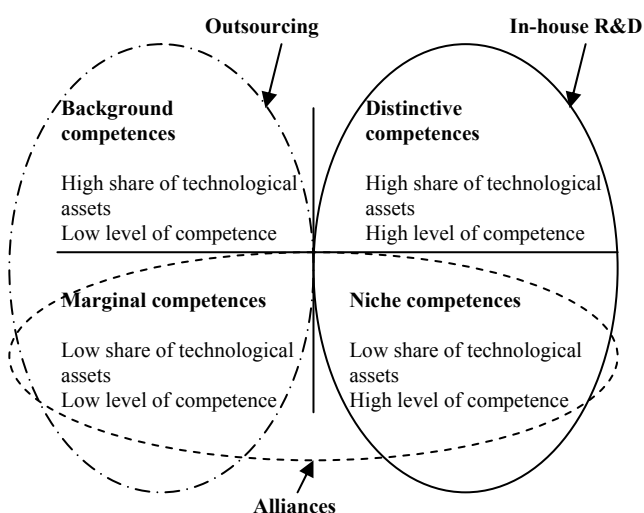 Outsourcing
In-house R&D
Background
competences
High share of technological
assets
Low level of competence
Distinctive
competences
High share of technological
assets
High level of competence
Marginal competences
Low share of technological
assets
Low level of competence
Niche competences
Low share of technological
assets
High level of competence
Alliances